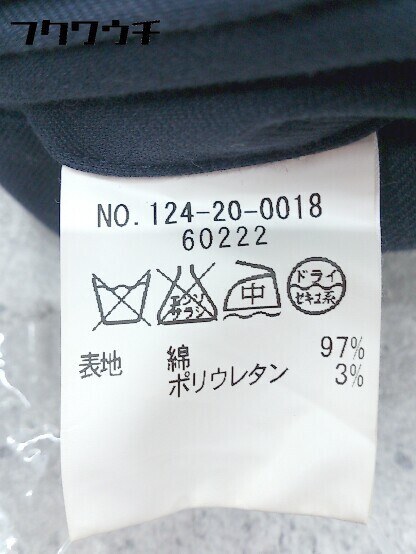 フクワウチ
NO. 124-20-0018
60222
エンソサラシ 中 ドライ セキユ系
表地 綿 97%
ポリウレタン 3%